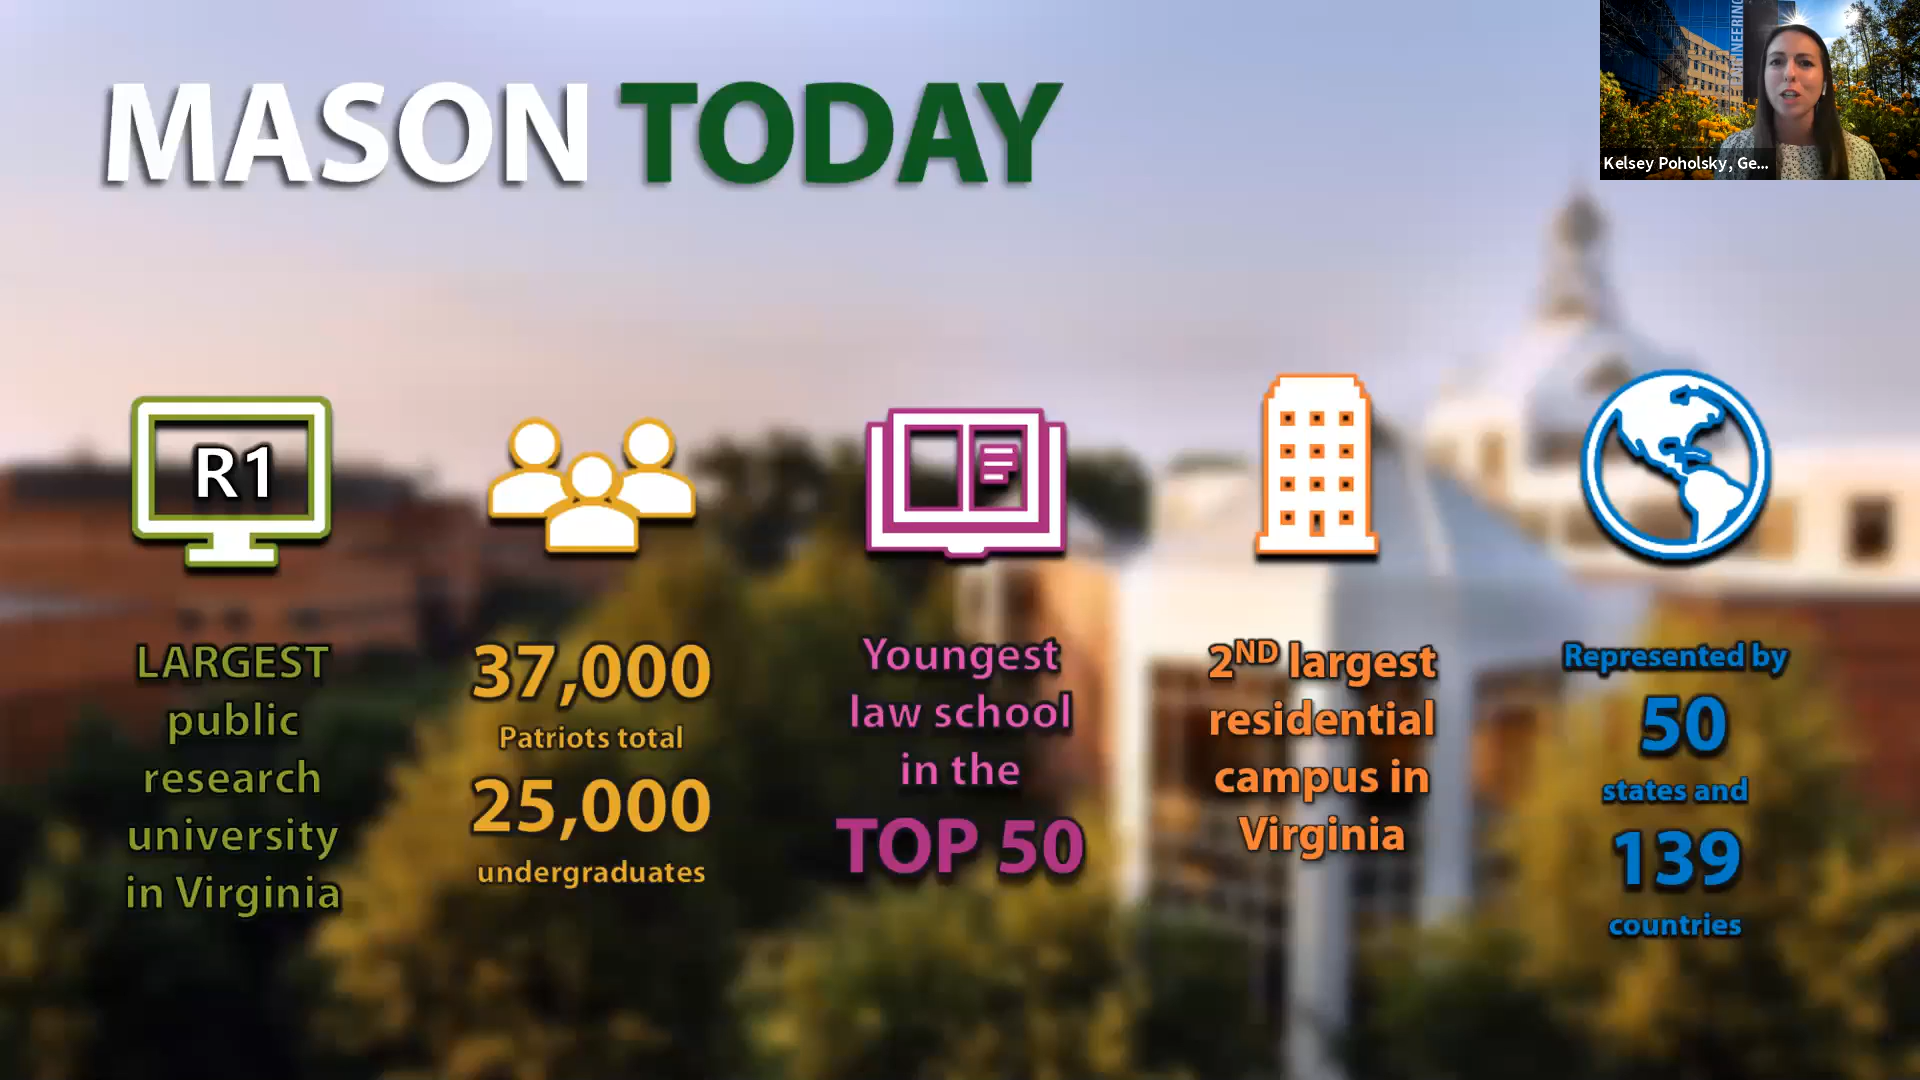 MASON TODAY
INEERING
Kelsey Poholsky, Ge...
R1
LARGEST
public
research
university
in Virginia
37,000
Patriots total
25,000
undergraduates
Youngest
law school
in the
TOP 50
2ND largest
residential
campus in
Virginia
Represented by
50
states and
139
countries